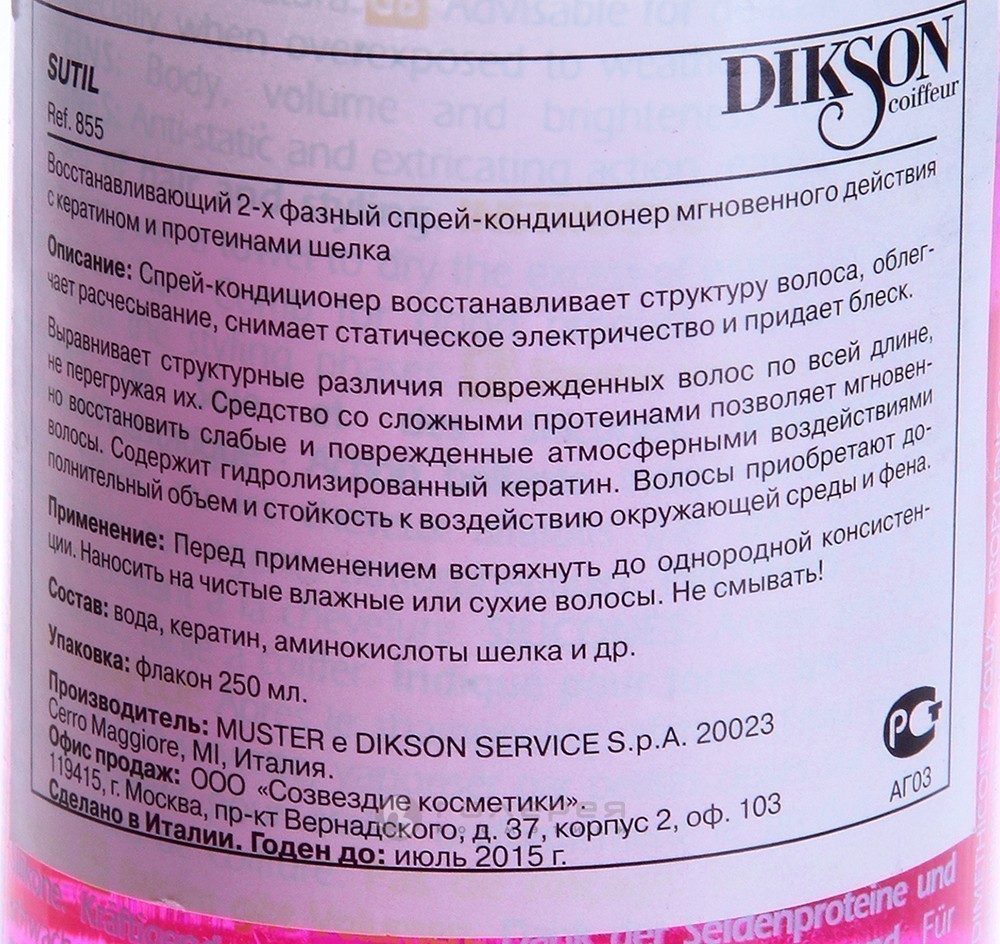 SUTIL
Ref. 855
DIKSON
coiffeur
Восстанавливающий 2-х фазный спрей-кондиционер мгновенного действия
с кератином и протеинами шелка
Описание: Спрей-кондиционер восстанавливает структуру волоса, облег-
чает расчесывание, снимает статическое электричество и придает блеск.
Выравнивает структурные различия поврежденных волос по всей длине,
не перегружая их. Средство со сложными протеинами позволяет мгновен-
но восстановить слабые и поврежденные атмосферными воздействиями
волосы. Содержит гидролизированный кератин. Волосы приобретают до-
полнительный объем и стойкость к воздействию окружающей среды и фена.
Применение: Перед применением встряхнуть до однородной консистен-
ции. Наносить на чистые влажные или сухие волосы. Не смывать!
Состав: вода, кератин, аминокислоты шелка и др.
Упаковка: флакон 250 мл.
Производитель: MUSTER e DIKSON SERVICE S.p.A. 20023
Cerro Maggiore, MI, Италия.
Офис продаж: ООО «Созвездие косметики».
119415, г. Москва, пр-кт Вернадского, д. 37, корпус 2, оф. 103
Сделано в Италии. Годен до: июль 2015 г.
РСТ
АГ03
Dank der Seidenproteine und
Für